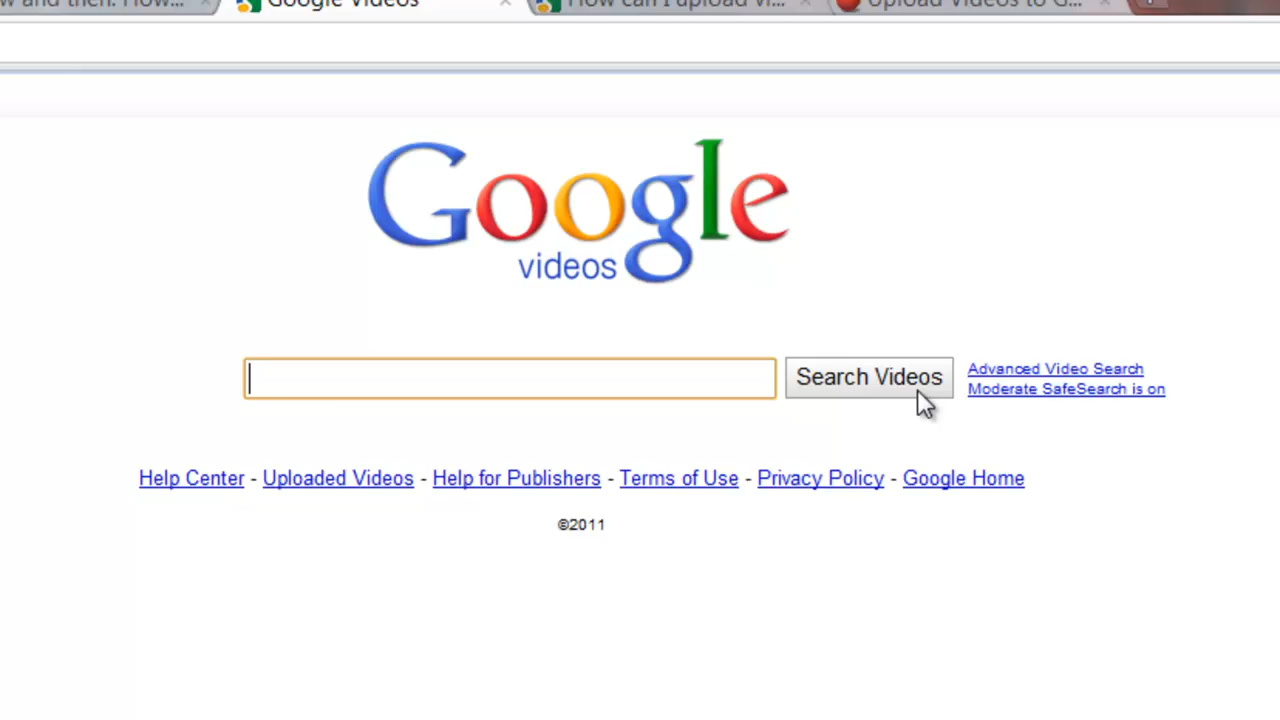 w and then. How...
Google Videos
How can I upload vi...
Upload Videos to G...
Google
videos
Search Videos
Advanced Video Search
Moderate SafeSearch is on
Help Center - Uploaded Videos - Help for Publishers - Terms of Use - Privacy Policy - Google Home
©2011